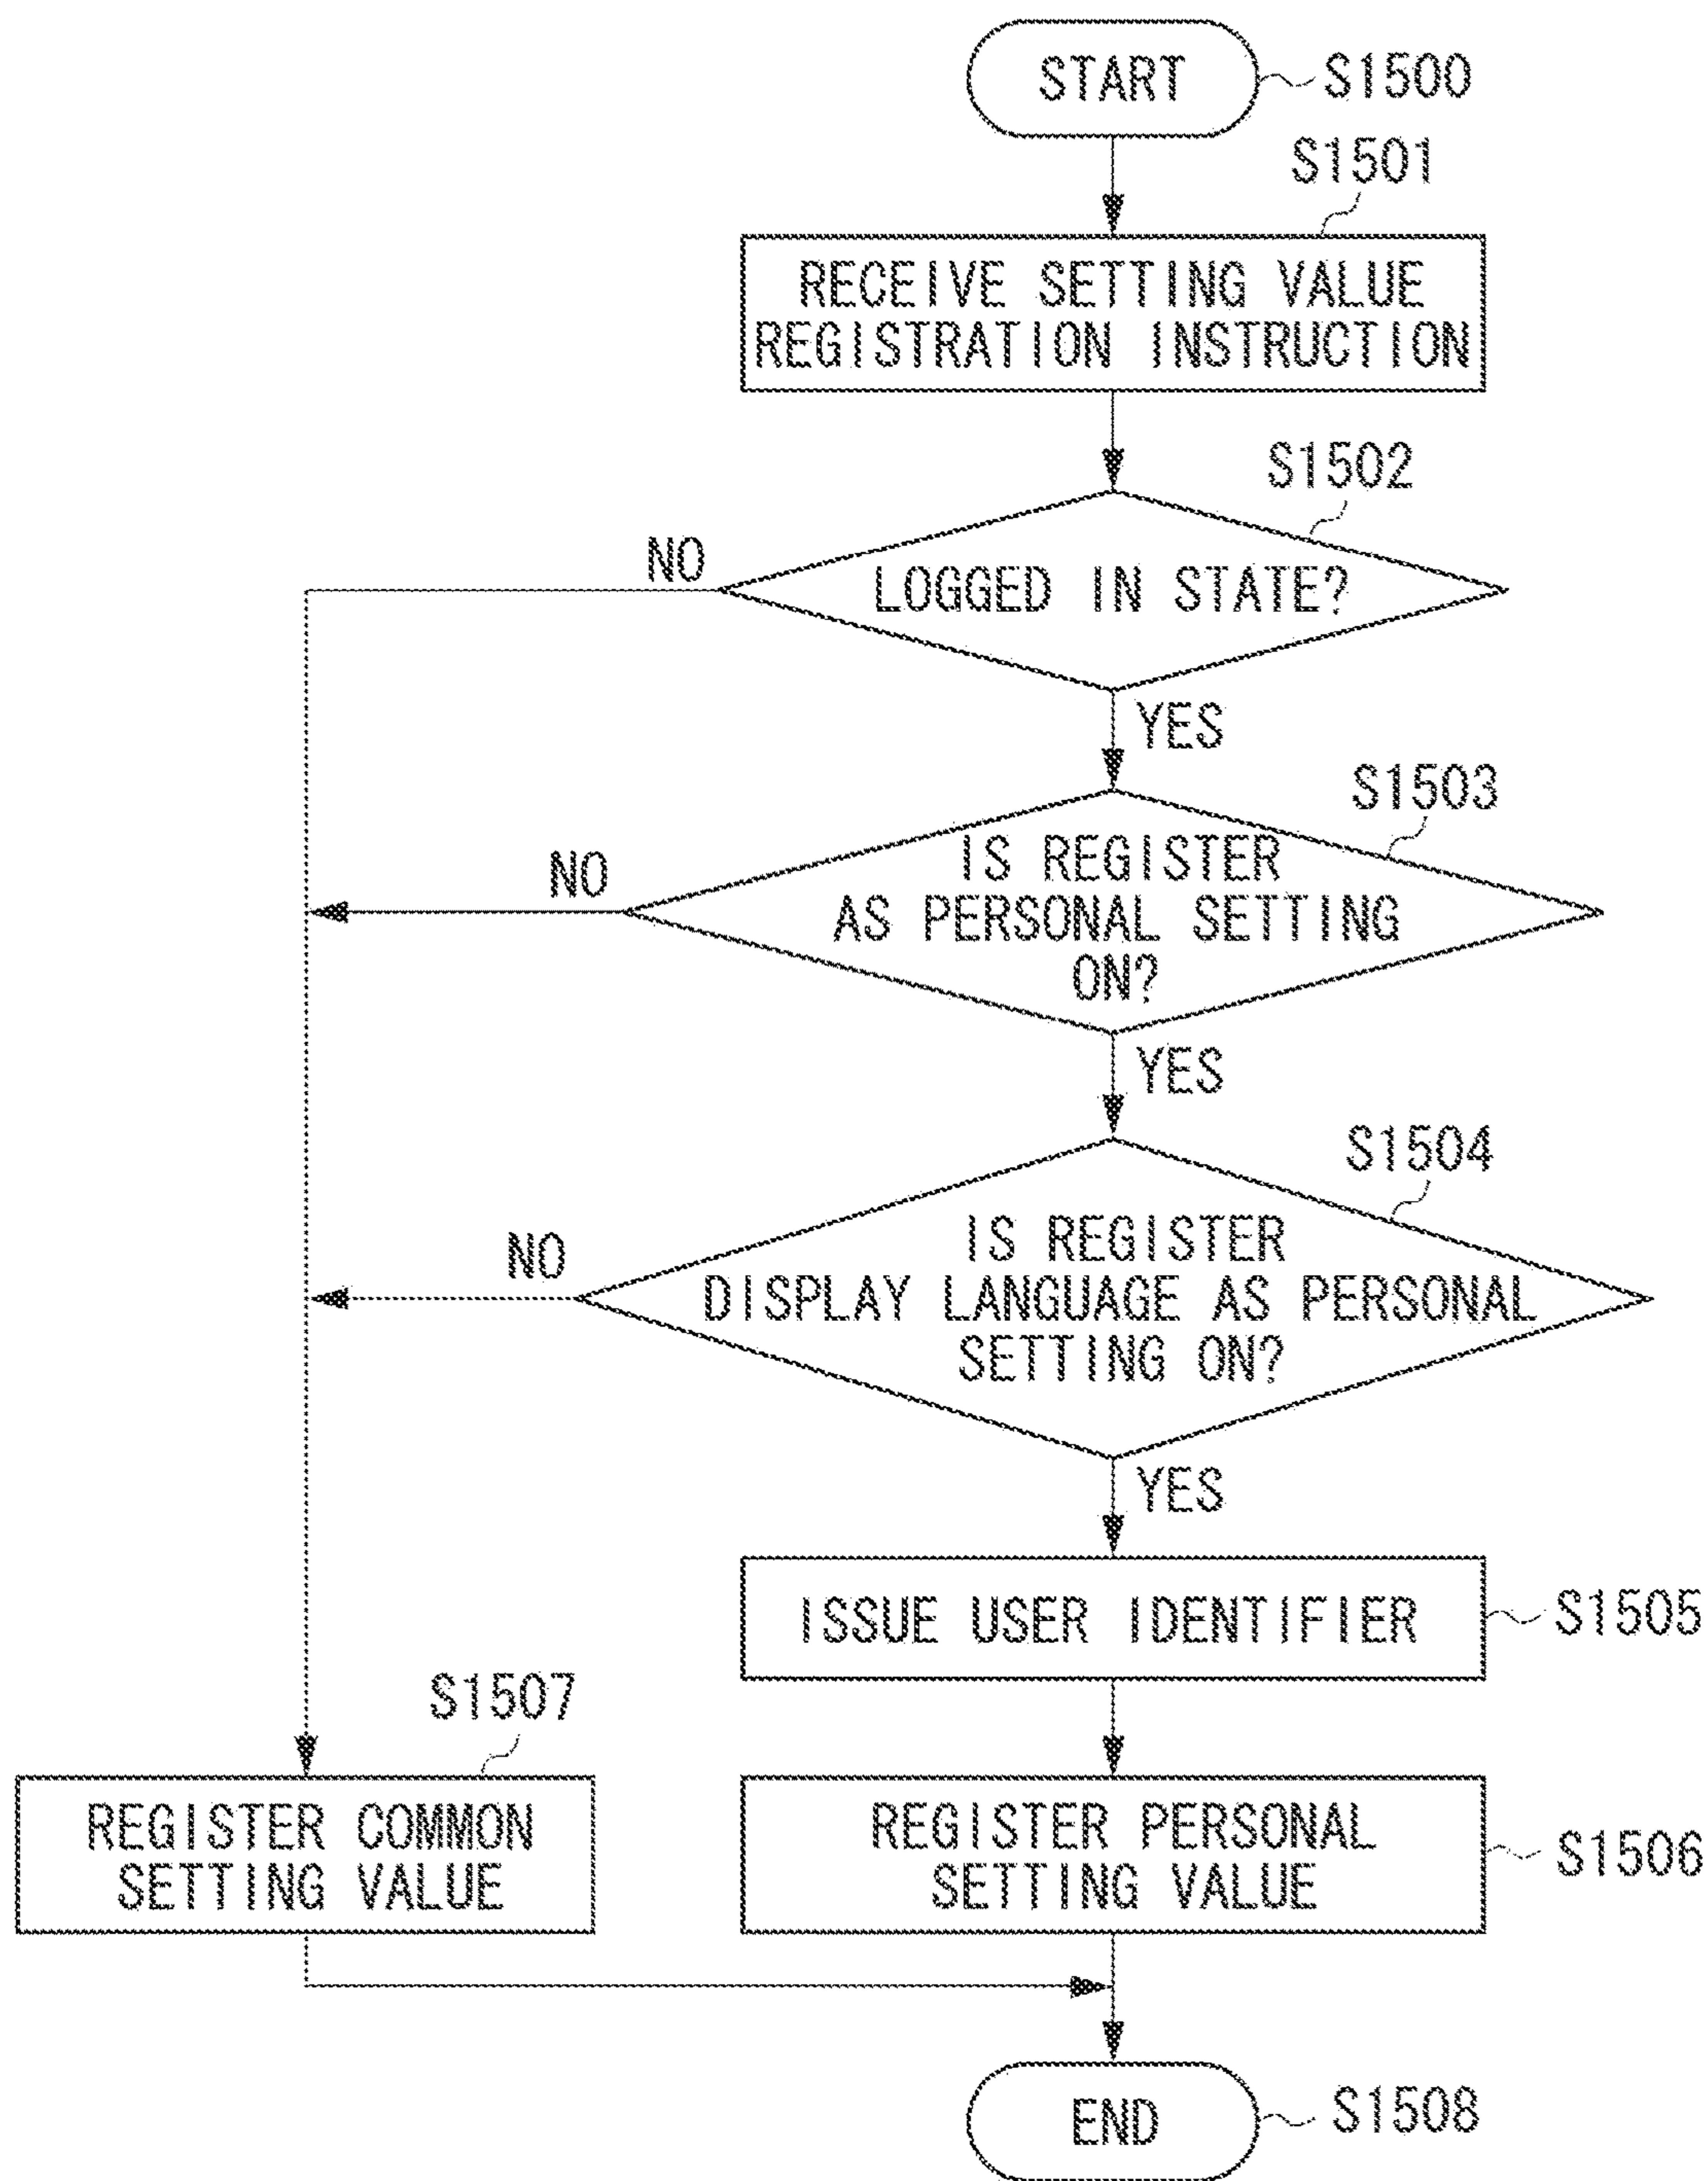 START
S1500
S1501
RECEIVE SETTING VALUE
REGISTRATION INSTRUCTION
S1502
NO
LOGGED IN STATE?
YES
S1503
NO
IS REGISTER
AS PERSONAL SETTING
ON?
YES
S1504
NO
IS REGISTER
DISPLAY LANGUAGE AS PERSONAL
SETTING ON?
YES
ISSUE USER IDENTIFIER
S1505
S1507
REGISTER COMMON
SETTING VALUE
REGISTER PERSONAL
SETTING VALUE
S1506
END
S1508